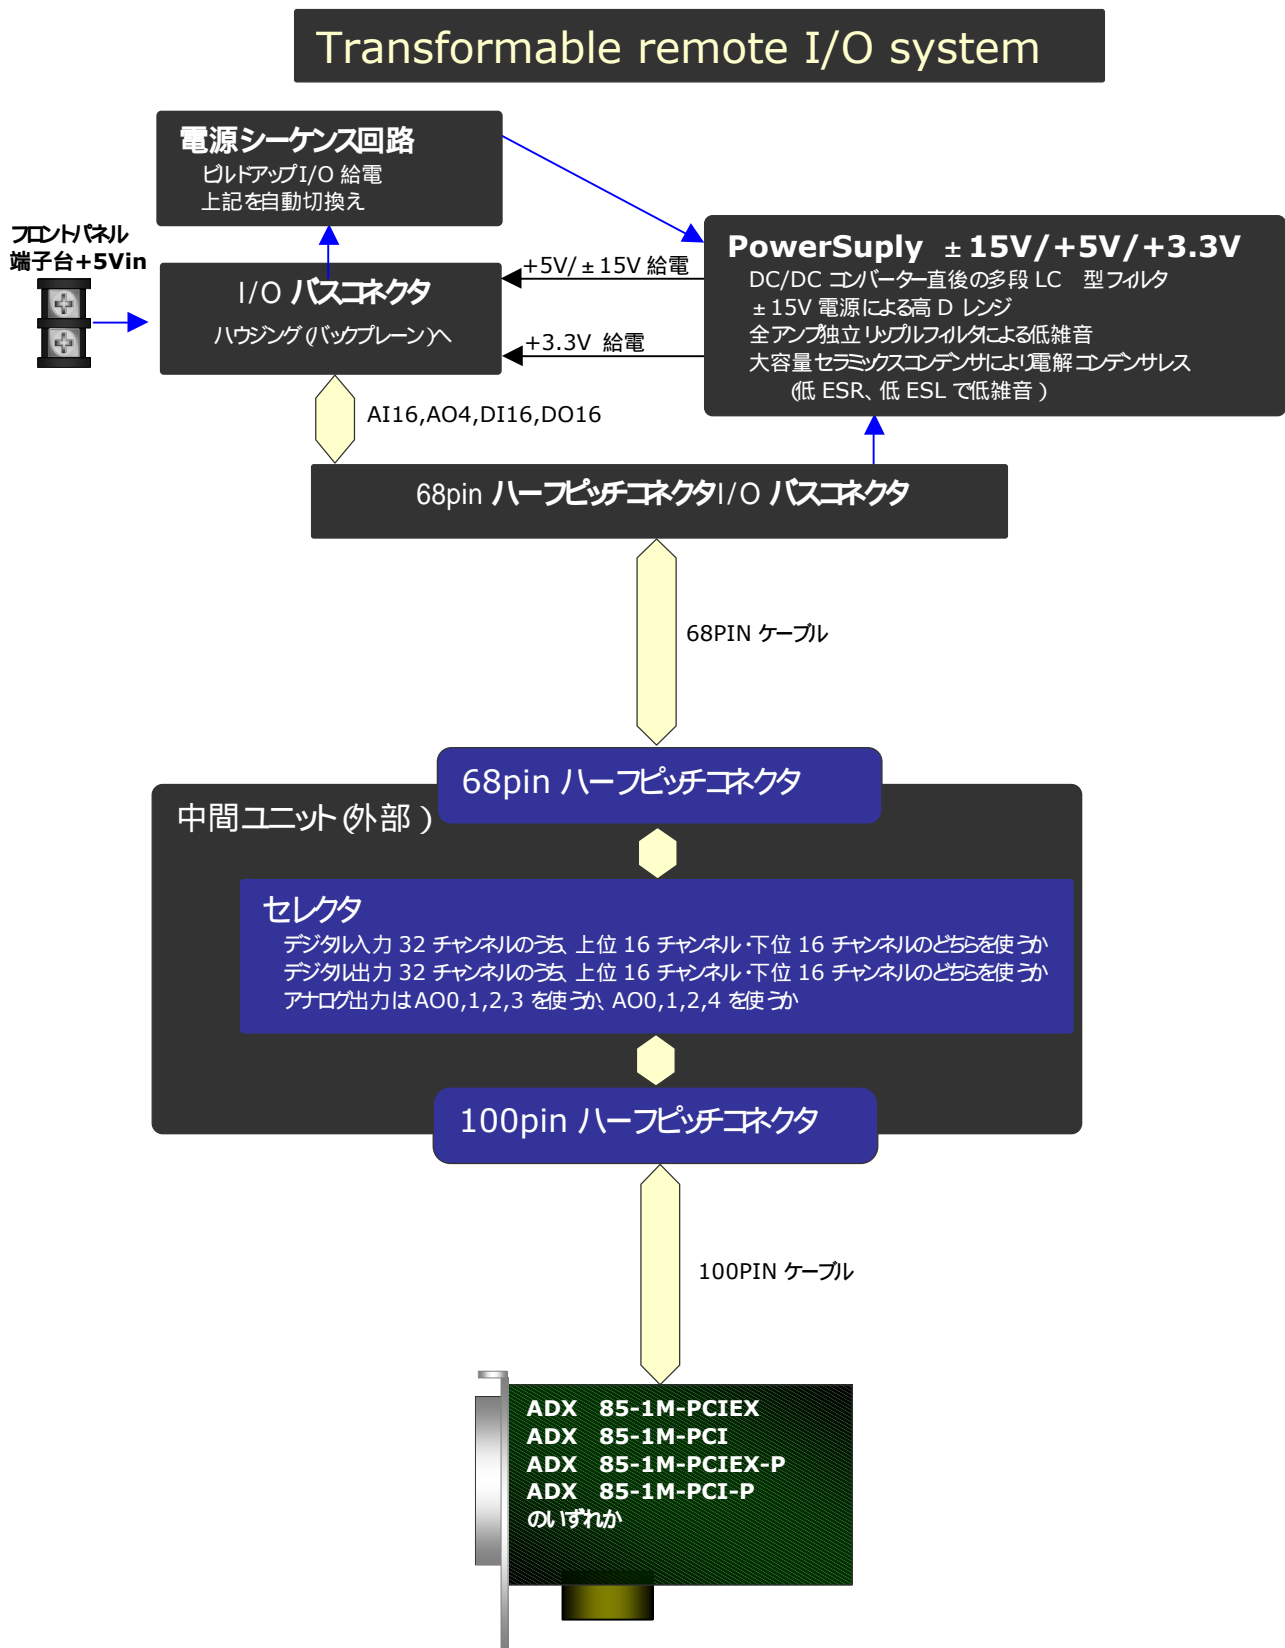 Transformable remote I/O system
電源シーケンス回路
ビルドアップI/O 給電
上記を自動切換え
フロントパネル
端子台+5Vin
I/O バスコネクタ
ハウジング(バックプレーン)へ
+5V/±15V 給電
+3.3V 給電
PowerSuply ±15V/+5V/+3.3V
DC/DC コンバーター直後の多段 LC 型フィルタ
±15V 電源による高 D レンジ
全アンプ独立リップルフィルタによる低雑音
大容量セラミックスコンデンサにより電解コンデンサレス
(低 ESR、低 ESL で低雑音)
AI16,AO4,DI16,DO16
68pin ハーフピッチコネクタI/O バスコネクタ
68PIN ケーブル
68pin ハーフピッチコネクタ
中間ユニット(外部)
セレクタ
デジタル入力 32 チャンネルのうち、上位 16 チャンネル・下位 16 チャンネルのどちらを使うか
デジタル出力 32 チャンネルのうち、上位 16 チャンネル・下位 16 チャンネルのどちらを使うか
アナログ出力は AO0,1,2,3 を使うか、AO0,1,2,4 を使うか
100pin ハーフピッチコネクタ
100PIN ケーブル
ADX 85-1M-PCIEX
ADX 85-1M-PCI
ADX 85-1M-PCIEX-P
ADX 85-1M-PCI-P
のいずれか